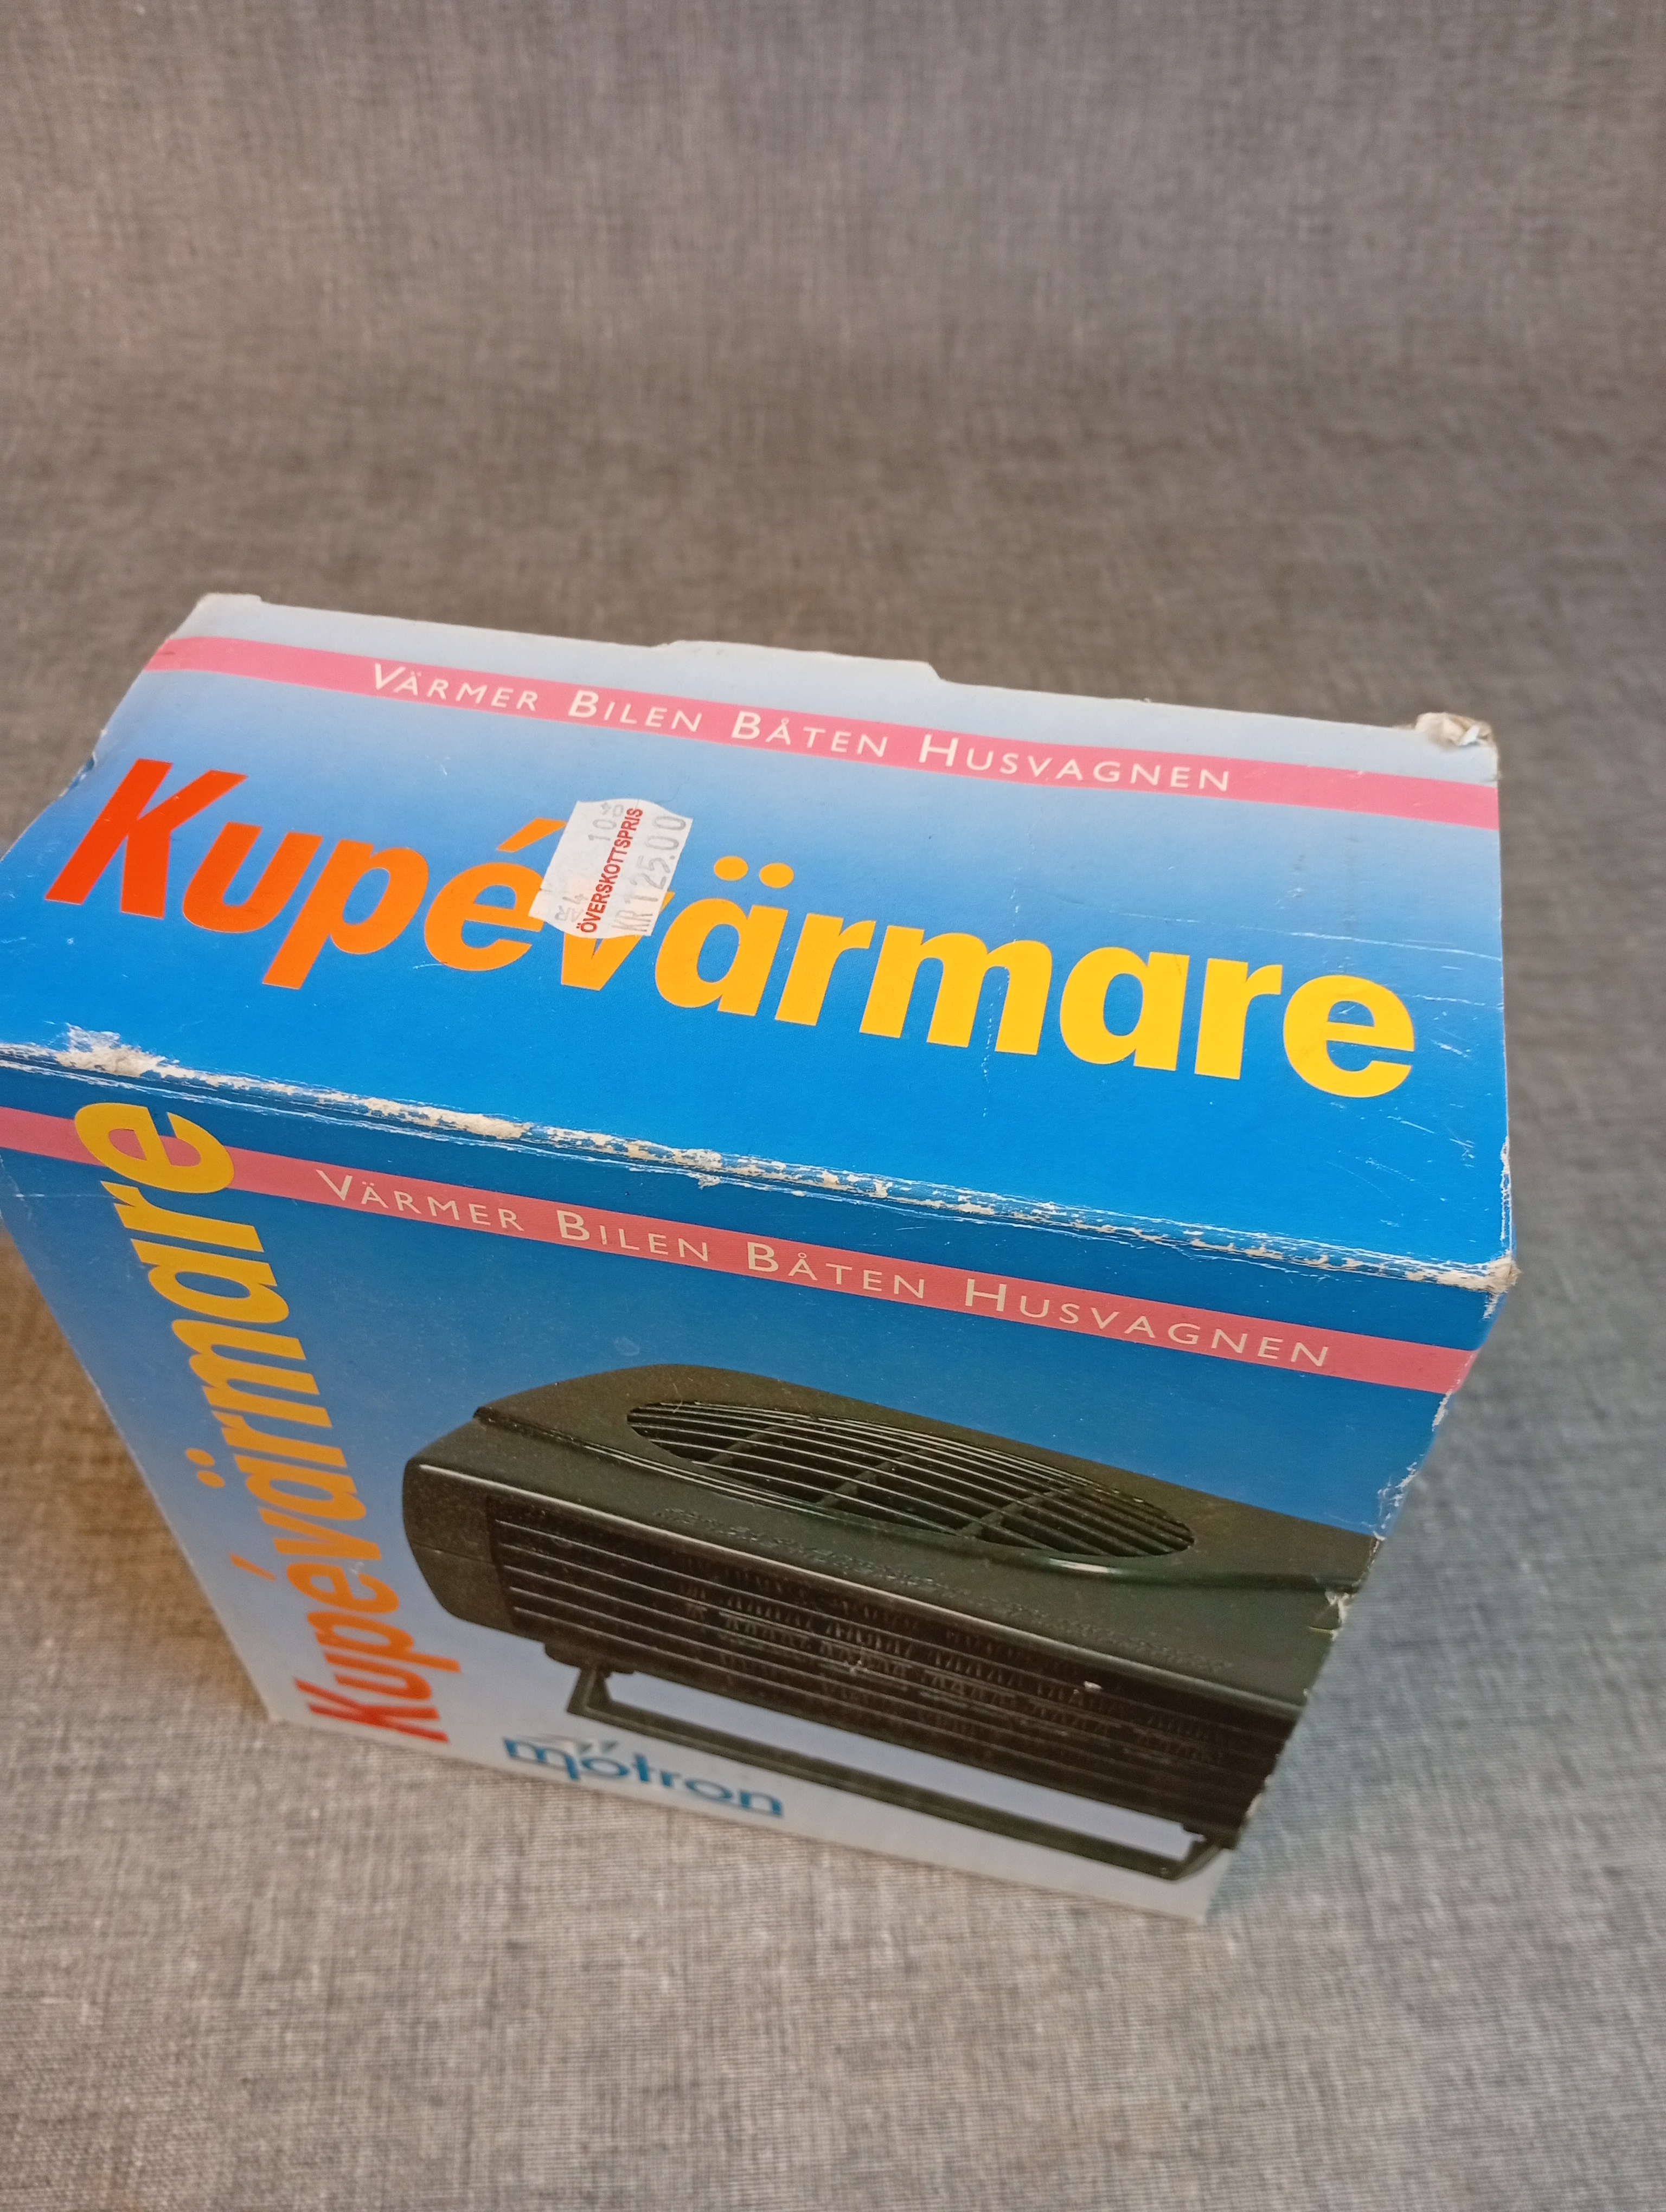 VÄRMER BILEN BÅTEN HUSVAGNEN
Kupévärmare
ÖVERSKOTTSPRIS
KR 125.00
VÄRMER BILEN BÅTEN HUSVAGNEN
Kupévärmare
motron